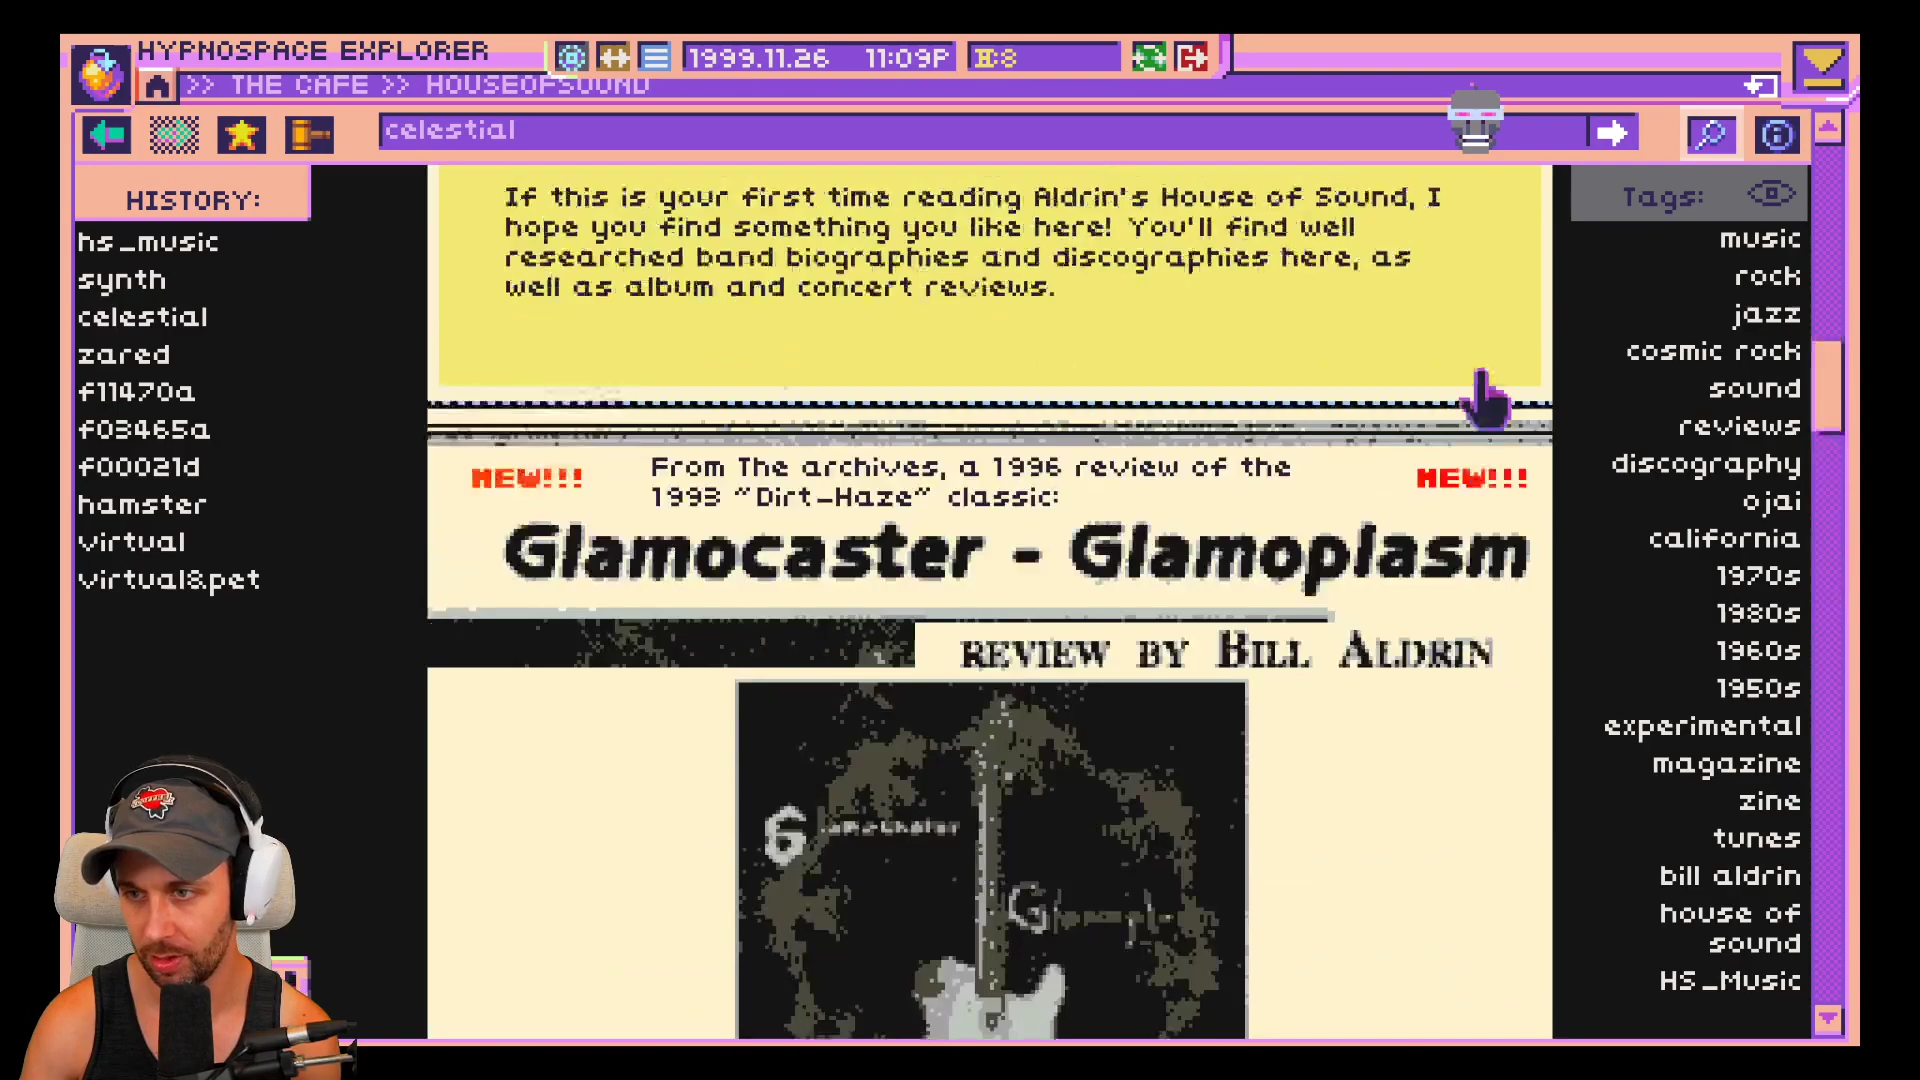 HYPNOSPACE EXPLORER
1999.11.26 11:09P
8
>> THE CAFE >> HOUSEOFSOUND
celestial
HISTORY:
hs_music
synth
celestial
zared
f11470a
f03465a
f00021d
hamster
virtual
virtual&pet
If this is your first time reading Aldrin's House of Sound, I
hope you find something you like here! You'll find well
researched band biographies and discographies here, as
well as album and concert reviews.
NEW!!!
From The archives, a 1996 review of the
1993 "Dirt-Haze" classic:
NEW!!!
Glamocaster - Glamoplasm
REVIEW BY BILL ALDRIN
G
G
Tags:
music
rock
jazz
cosmic rock
sound
reviews
discography
ojai
california
1970s
1980s
1960s
1950s
experimental
magazine
zine
tunes
bill aldrin
house of
sound
HS_Music